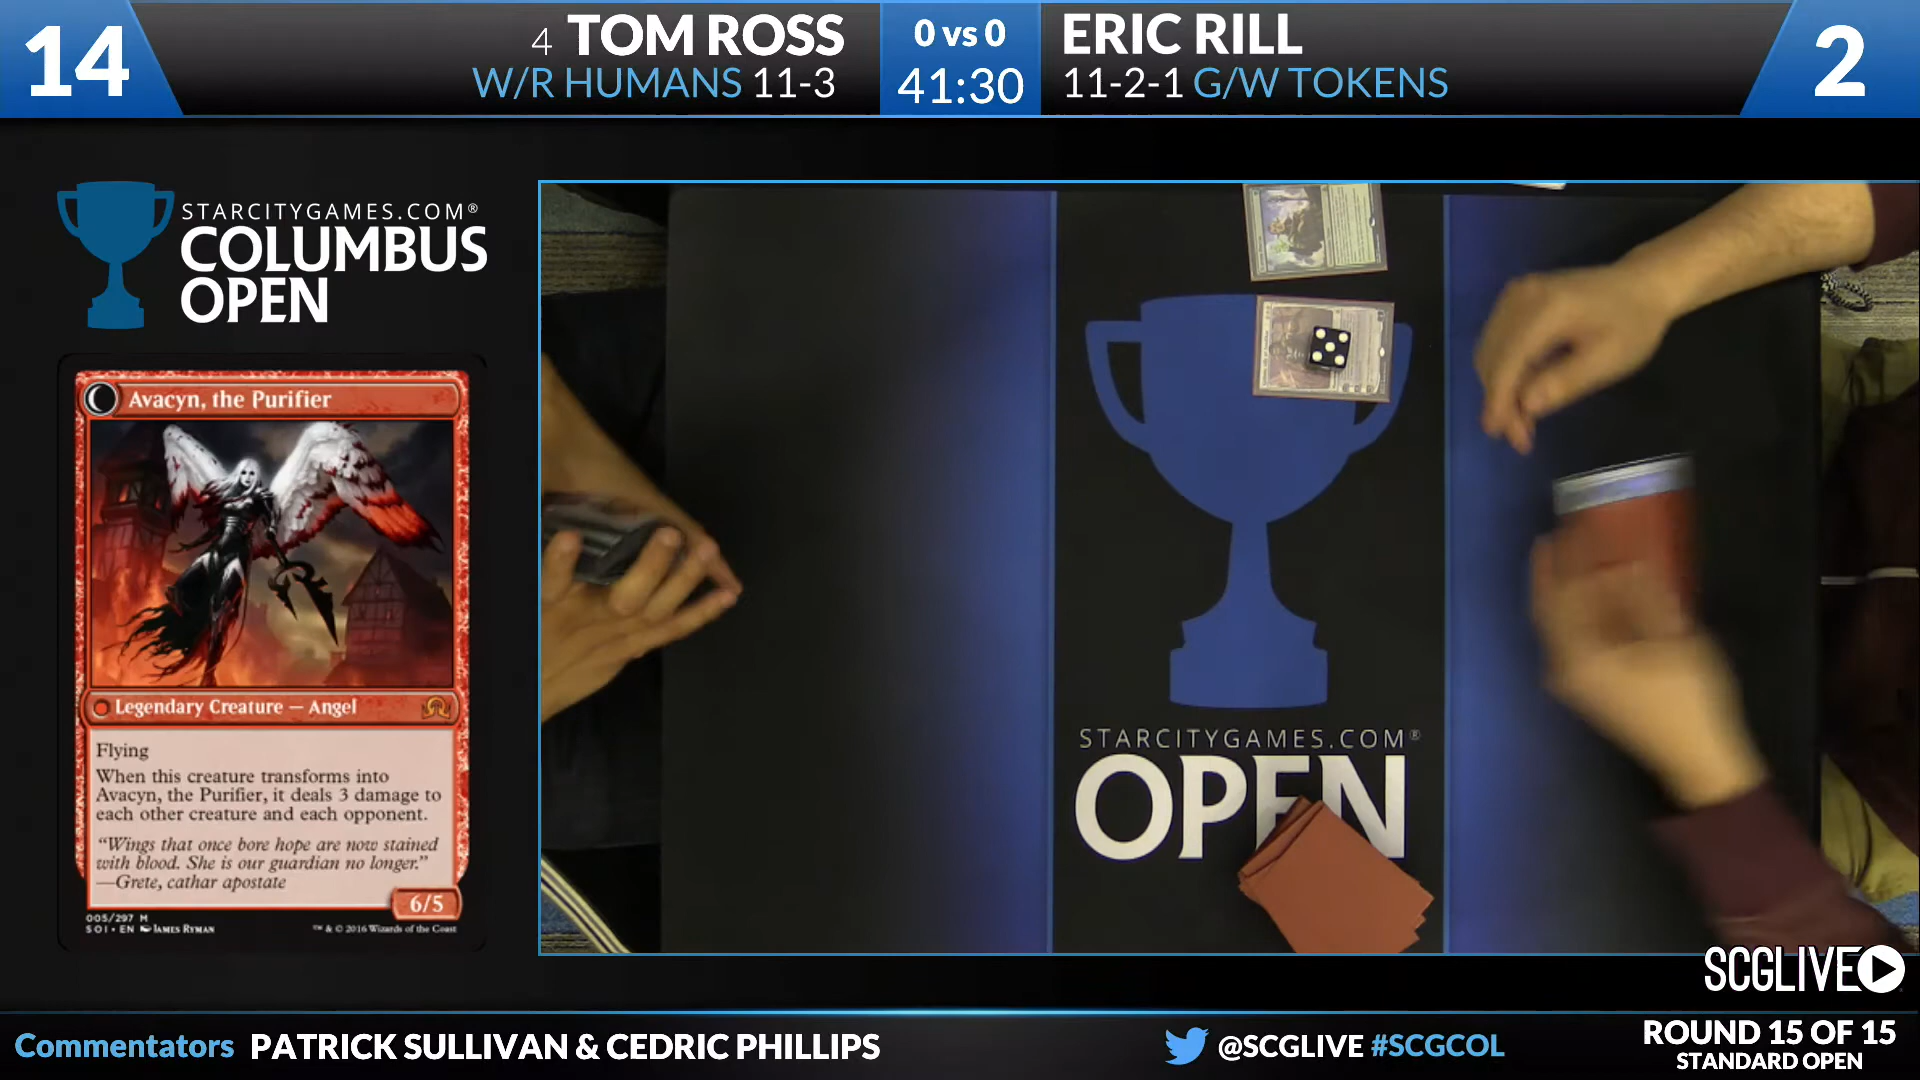 14
4 TOM ROSS
W/R HUMANS 11-3
0 vs 0
41:30
ERIC RILL
11-2-1 G/W TOKENS
2
STARCITYGAMES.COM®
COLUMBUS
OPEN
Avacyn, the Purifier
Legendary Creature — Angel
Flying
When this creature transforms into
Avacyn, the Purifier, it deals 3 damage to
each other creature and each opponent.
“Wings that once bore hope are now stained
with blood. She is our guardian no longer.”
—Grete, cathar apostate
6/5
005/297 M
SOI • EN JAMES RYMAN
™ & © 2016 Wizards of the Coast
STARCITYGAMES.COM®
OPEN
SCGLIVE
Commentators PATRICK SULLIVAN & CEDRIC PHILLIPS
@SCGLIVE #SCGCOL
ROUND 15 OF 15
STANDARD OPEN